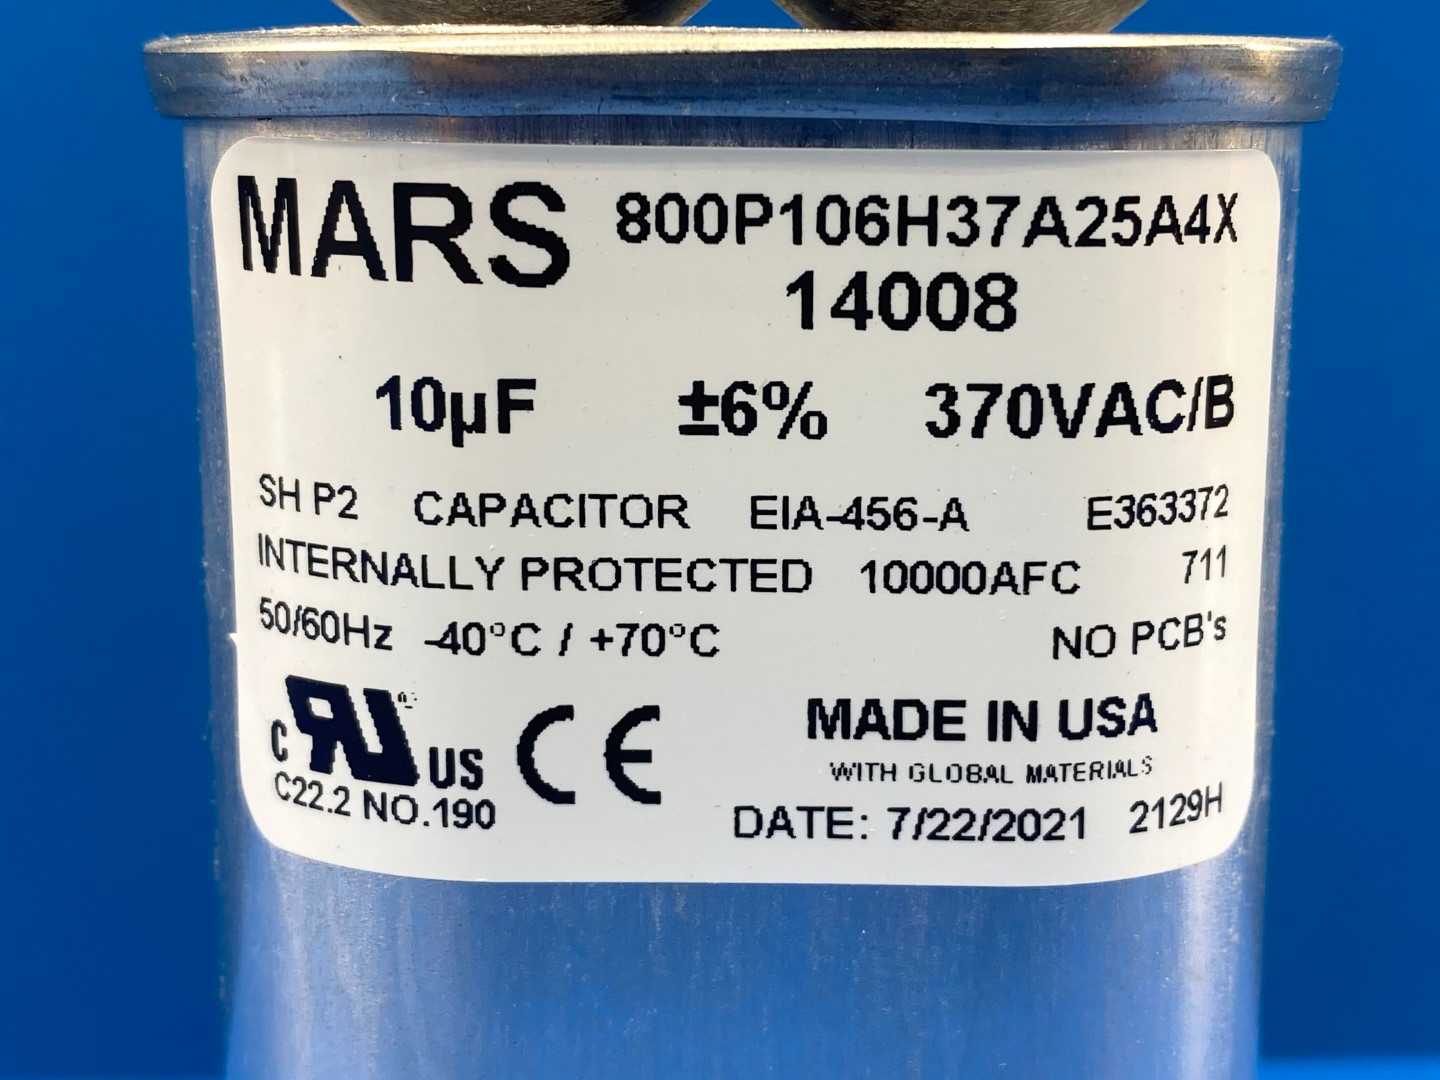 MARS 800P106H37A25A4X
14008
10µF ±6% 370VAC/B
SH P2 CAPACITOR EIA-456-A E363372
INTERNALLY PROTECTED 10000AFC 711
50/60Hz -40°C / +70°C NO PCB's
c RU US CE MADE IN USA
WITH GLOBAL MATERIALS
C22.2 NO.190 DATE: 7/22/2021 2129H